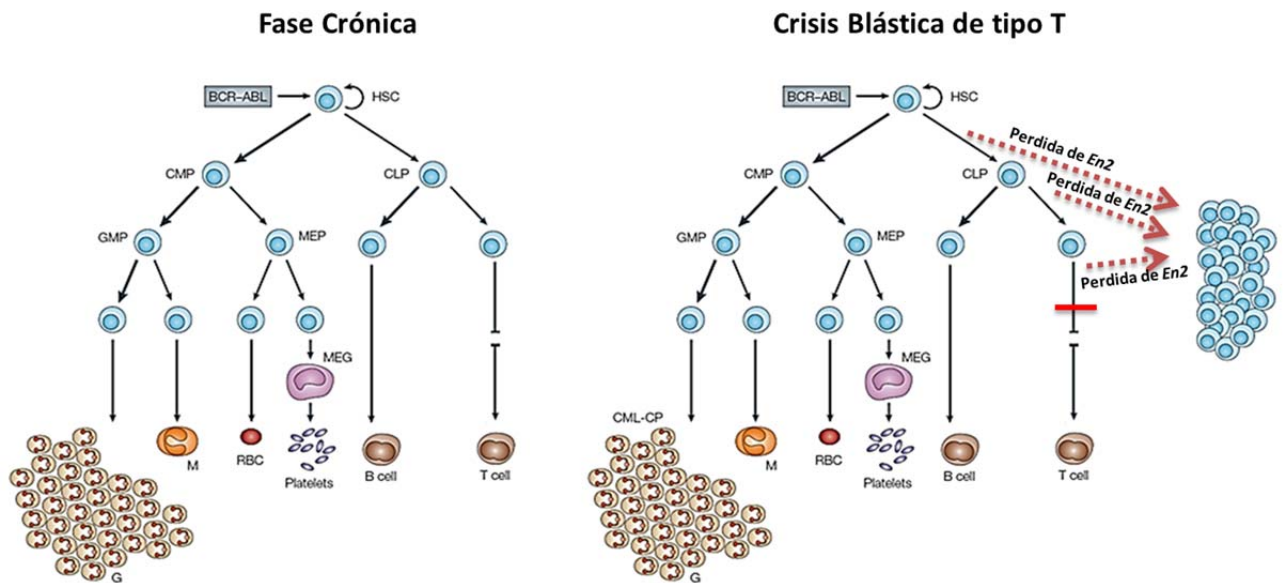 Fase Crónica
BCR–ABL
HSC
CMP
CLP
GMP
MEP
MEG
M
RBC
Platelets
B cell
T cell
G
Crisis Blástica de tipo T
BCR–ABL
HSC
Perdida de En2
CMP
CLP
Perdida de En2
GMP
MEP
Perdida de En2
MEG
CML-CP
M
RBC
Platelets
B cell
T cell
G